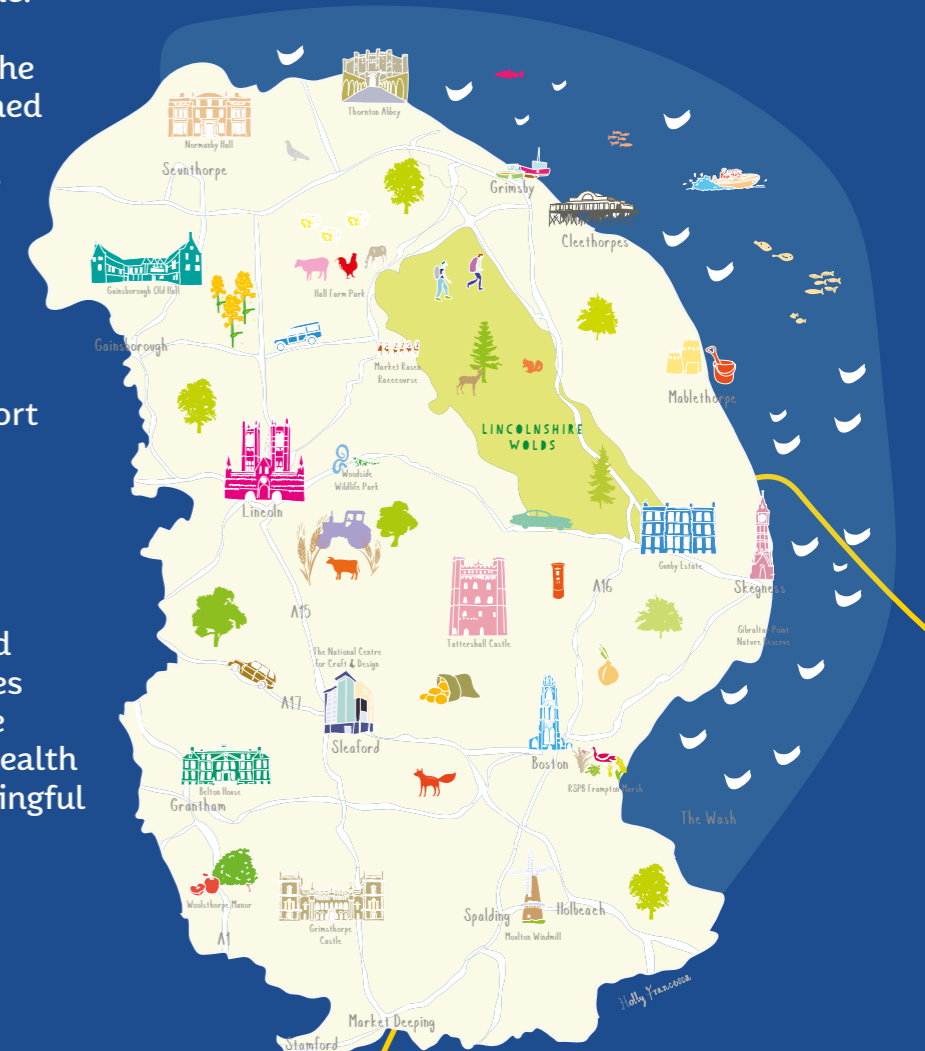 he
ned
ort
d
es
e
ealth
ingful
Thornton Abbey
Normanby Hall
Scunthorpe
Grimsby
Cleethorpes
Gainsborough Old Hall
Hall Farm Park
Gainsborough
Market Rasen
Racecourse
Mablethorpe
LINCOLNSHIRE
WOLDS
Woodside
Wildlife Park
Lincoln
Gunby Estate
Skegness
A16
A15
Tattershall Castle
Gibraltar Point
Nature Reserve
The National Centre
for Craft & Design
A17
Sleaford
Boston
RSPB Frampton Marsh
Belton House
Grantham
The Wash
Woolsthorpe Manor
Grimsthorpe
Castle
Spalding
Holbeach
Moulton Windmill
A1
Holly Francesca
Market Deeping
Stamford